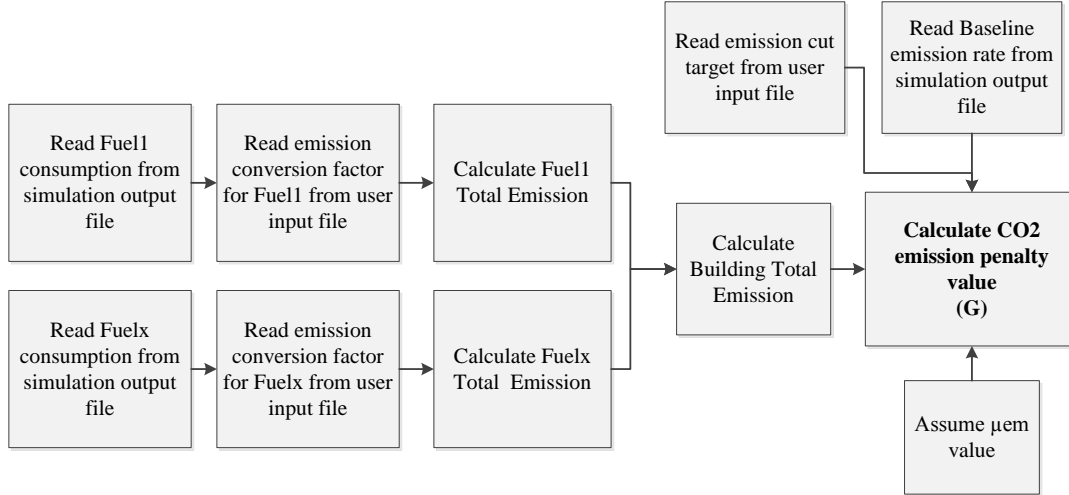 Read emission cut
target from user
input file
Read Baseline
emission rate from
simulation output
file
Read Fuel1
consumption from
simulation output
file
Read emission
conversion factor
for Fuel1 from user
input file
Calculate Fuel1
Total Emission
Calculate
Building Total
Emission
Calculate CO2
emission penalty
value
(G)
Read Fuelx
consumption from
simulation output
file
Read emission
conversion factor
for Fuelx from user
input file
Calculate Fuelx
Total Emission
Assume µem
value